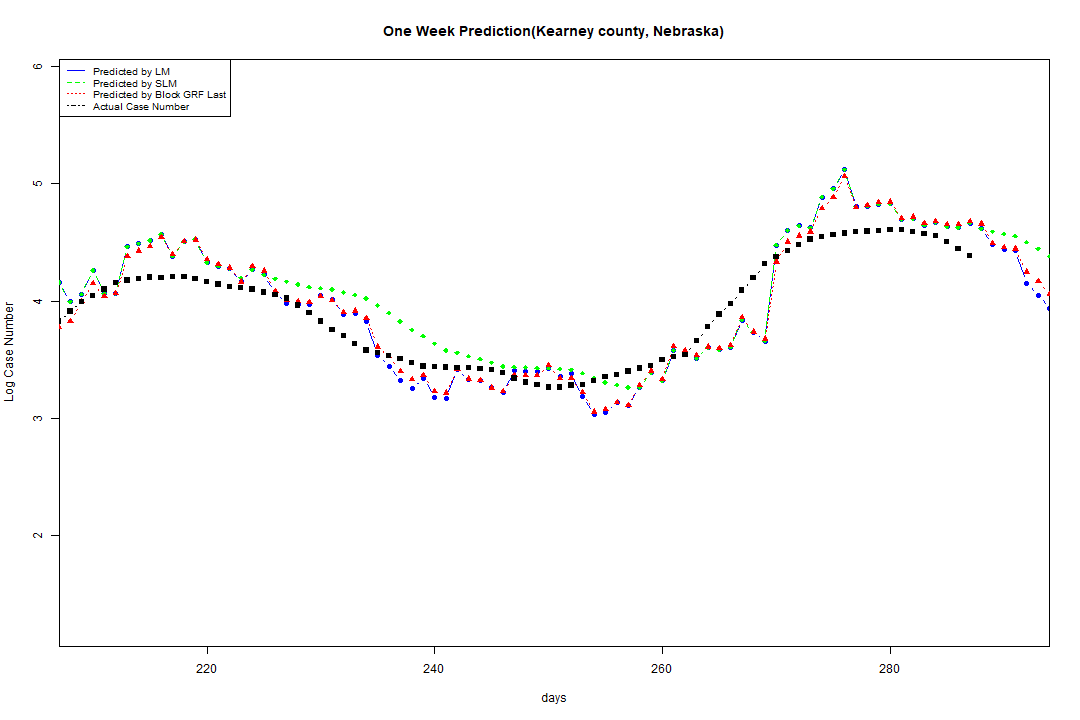 One Week Prediction(Kearney county, Nebraska)
Predicted by LM
Predicted by SLM
Predicted by Block GRF Last
Actual Case Number
6
5
4
3
2
Log Case Number
220
240
260
280
days